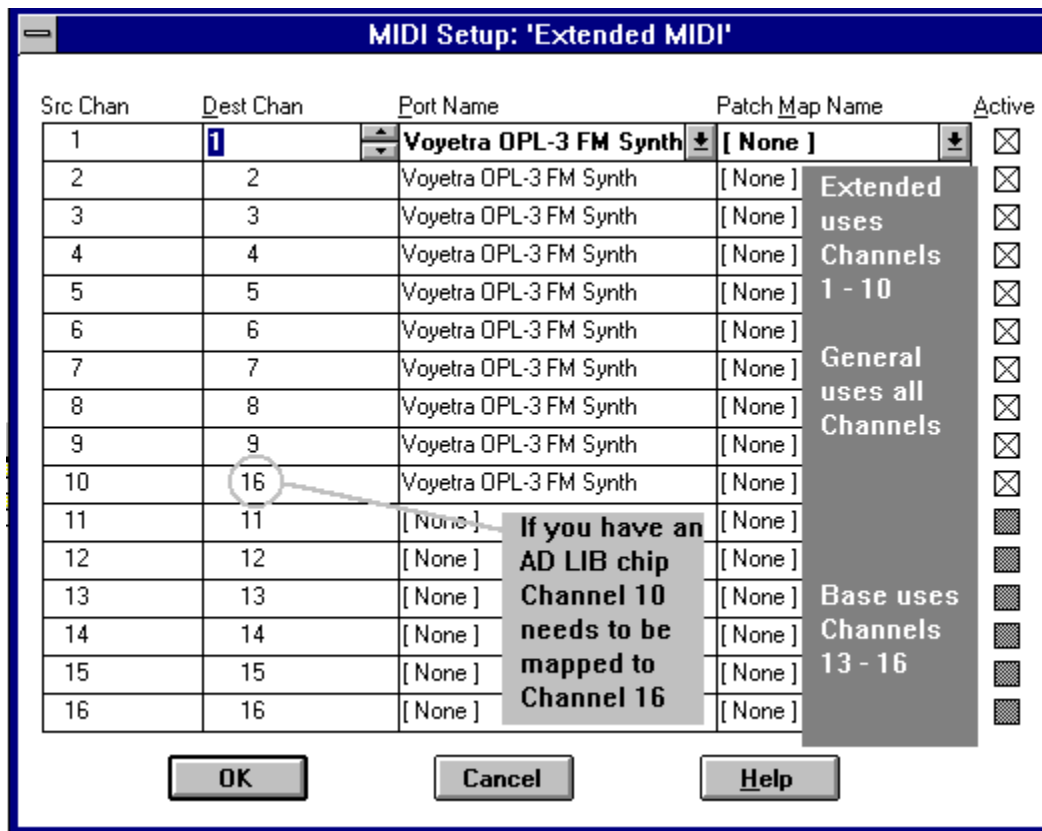 MIDI Setup: 'Extended MIDI'
Src Chan Dest Chan Port Name Patch Map Name Active
1 1 Voyetra OPL-3 FM Synth [ None ]
2 2 Voyetra OPL-3 FM Synth [ None ]
3 3 Voyetra OPL-3 FM Synth [ None ]
4 4 Voyetra OPL-3 FM Synth [ None ]
5 5 Voyetra OPL-3 FM Synth [ None ]
6 6 Voyetra OPL-3 FM Synth [ None ]
7 7 Voyetra OPL-3 FM Synth [ None ]
8 8 Voyetra OPL-3 FM Synth [ None ]
9 9 Voyetra OPL-3 FM Synth [ None ]
10 16 Voyetra OPL-3 FM Synth [ None ]
11 11 [ None ] [ None ]
12 12 [ None ] [ None ]
13 13 [ None ] [ None ]
14 14 [ None ] [ None ]
15 15 [ None ] [ None ]
16 16 [ None ] [ None ]
Extended
uses
Channels
1 - 10
General
uses all
Channels
Base uses
Channels
13 - 16
If you have an
AD LIB chip
Channel 10
needs to be
mapped to
Channel 16
OK Cancel Help